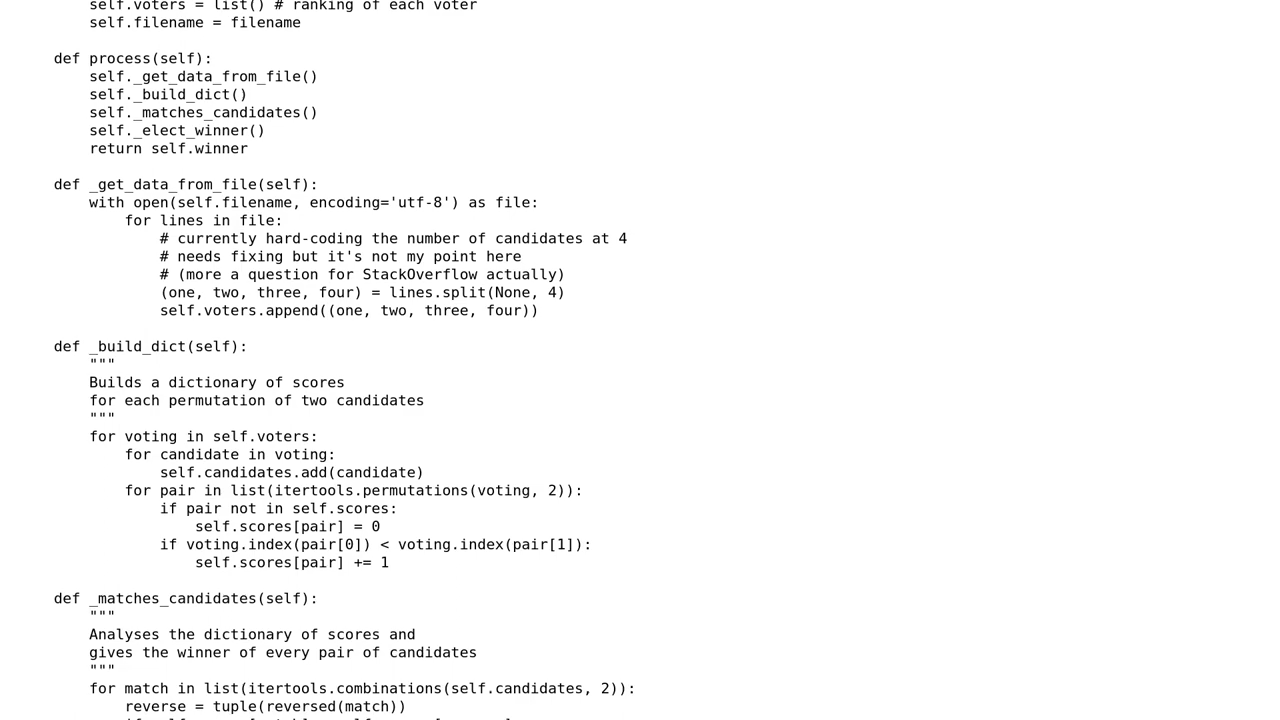 self.voters = list() # ranking of each voter
        self.filename = filename

    def process(self):
        self._get_data_from_file()
        self._build_dict()
        self._matches_candidates()
        self._elect_winner()
        return self.winner

    def _get_data_from_file(self):
        with open(self.filename, encoding='utf-8') as file:
            for lines in file:
                # currently hard-coding the number of candidates at 4
                # needs fixing but it's not my point here
                # (more a question for StackOverflow actually)
                (one, two, three, four) = lines.split(None, 4)
                self.voters.append((one, two, three, four))

    def _build_dict(self):
        """
        Builds a dictionary of scores
        for each permutation of two candidates
        """
        for voting in self.voters:
            for candidate in voting:
                self.candidates.add(candidate)
            for pair in list(itertools.permutations(voting, 2)):
                if pair not in self.scores:
                    self.scores[pair] = 0
                if voting.index(pair[0]) < voting.index(pair[1]):
                    self.scores[pair] += 1

    def _matches_candidates(self):
        """
        Analyses the dictionary of scores and
        gives the winner of every pair of candidates
        """
        for match in list(itertools.combinations(self.candidates, 2)):
            reverse = tuple(reversed(match))